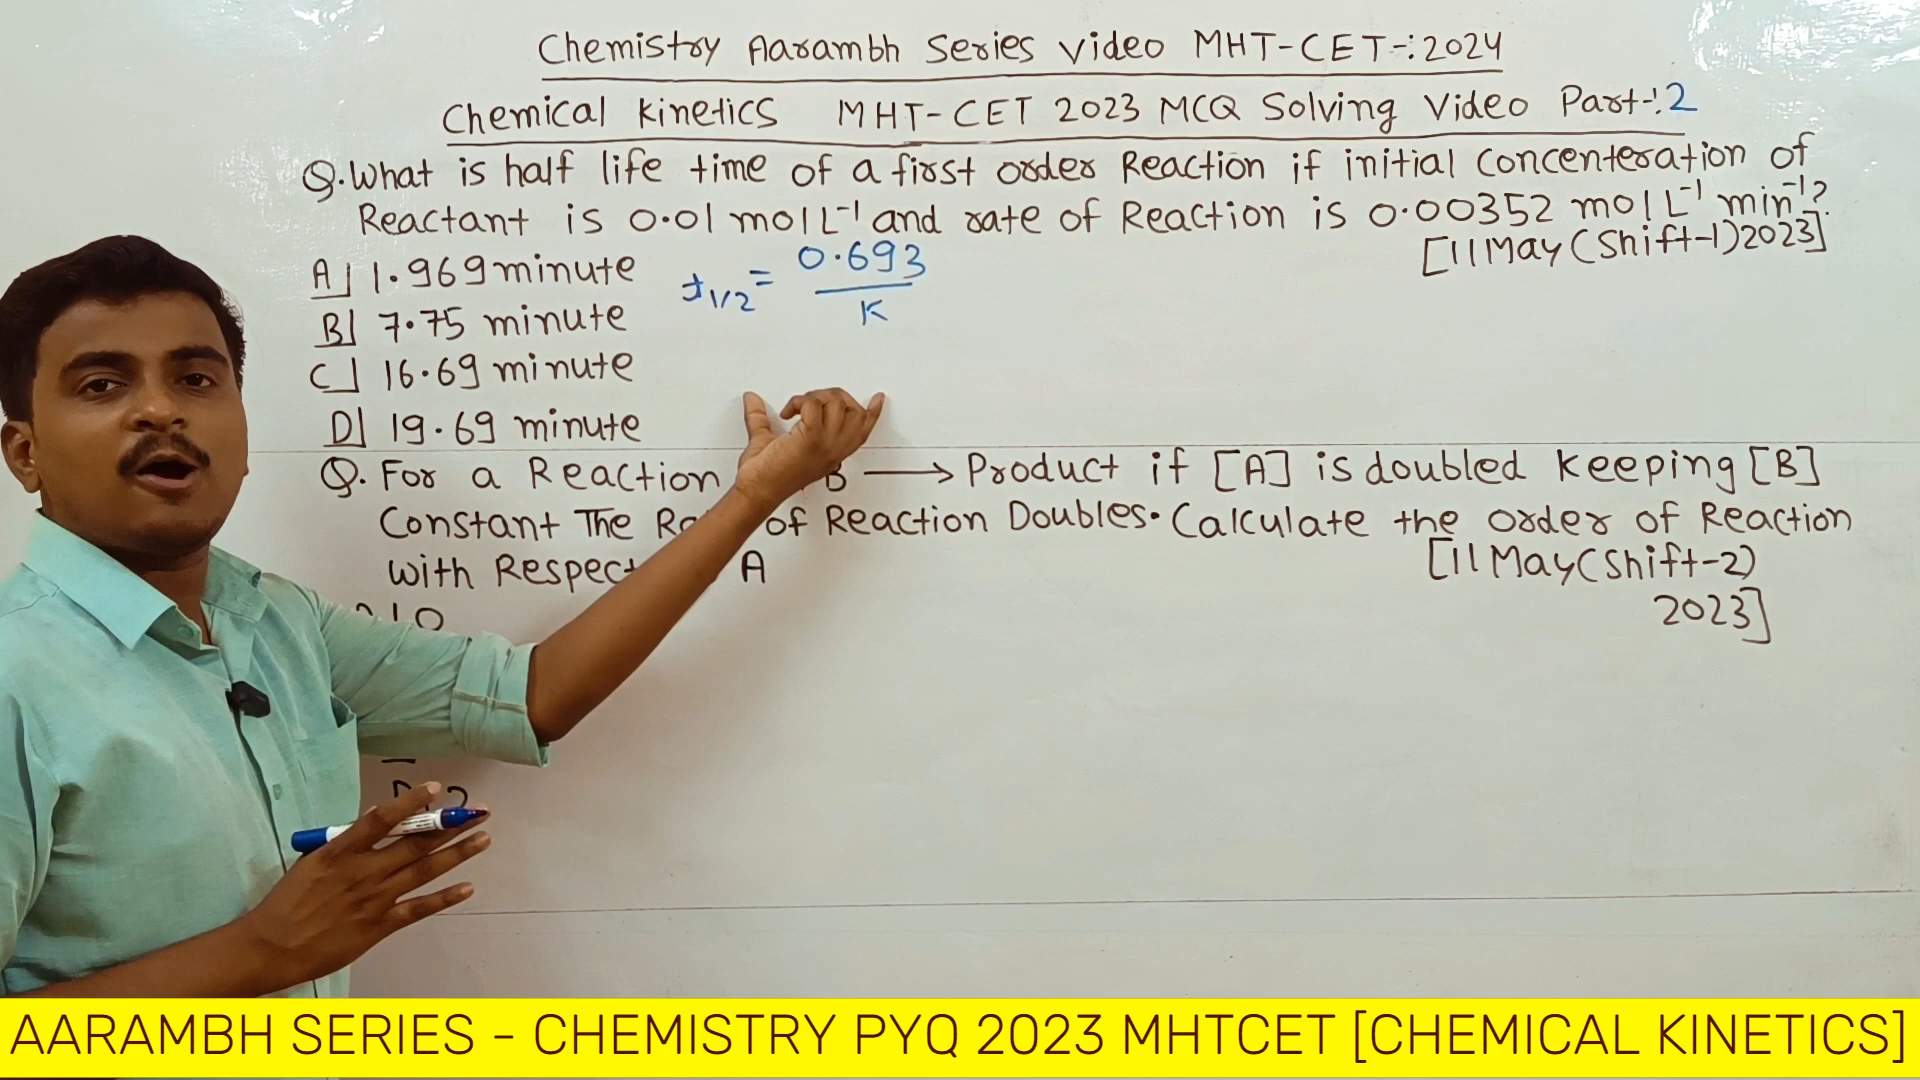 Chemistry Aarambh Series Video MHT-CET-:2024
Chemical Kinetics MHT-CET 2023 MCQ Solving Video Part-:2
Q. What is half life time of a first order Reaction if initial Concenteration of
Reactant is 0.01 mol L⁻¹ and rate of Reaction is 0.00352 mol L⁻¹ min⁻¹?
[11 May (Shift-1) 2023]
A] 1.969 minute
t1/2 = 0.693 / K
B] 7.75 minute
C] 16.69 minute
D] 19.69 minute
Q. For a Reaction B ⟶ Product if [A] is doubled Keeping [B]
Constant The of Reaction Doubles. Calculate the order of Reaction
with A
[11 May (Shift-2)
2023]
0
2
AARAMBH SERIES - CHEMISTRY PYQ 2023 MHTCET [CHEMICAL KINETICS]